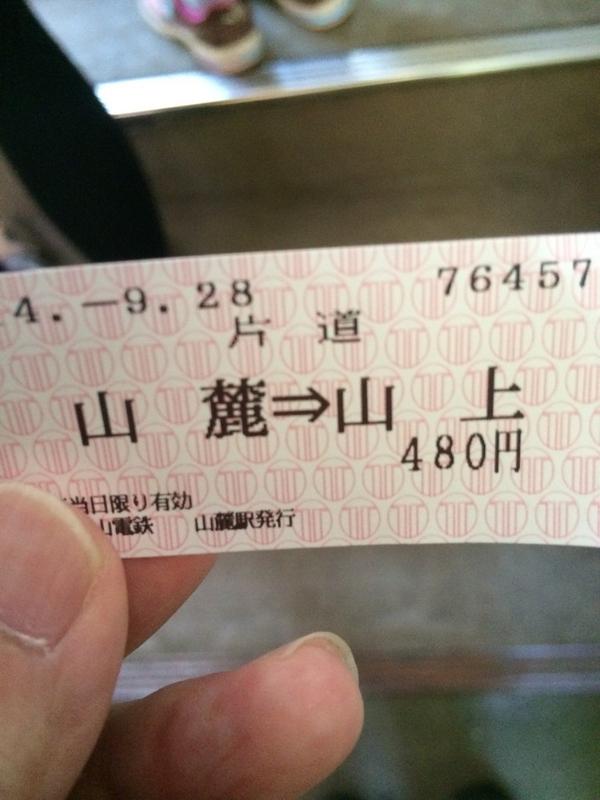 4.-9.28 76457
片道
山麓⇒山上
480円
当日限り有効
山電鉄 山麓駅発行